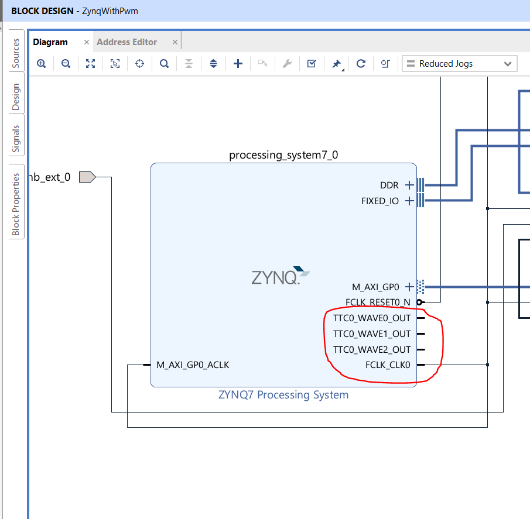 BLOCK DESIGN - ZynqWithPwm
Diagram
Address Editor
Reduced Jogs
Sources
Design
Signals
Block Properties
processing_system7_0
nb_ext_0
DDR
FIXED_IO
ZYNQ
M_AXI_GP0
FCLK_RESET0_N
TTC0_WAVE0_OUT
TTC0_WAVE1_OUT
TTC0_WAVE2_OUT
M_AXI_GP0_ACLK
FCLK_CLK0
ZYNQ7 Processing System